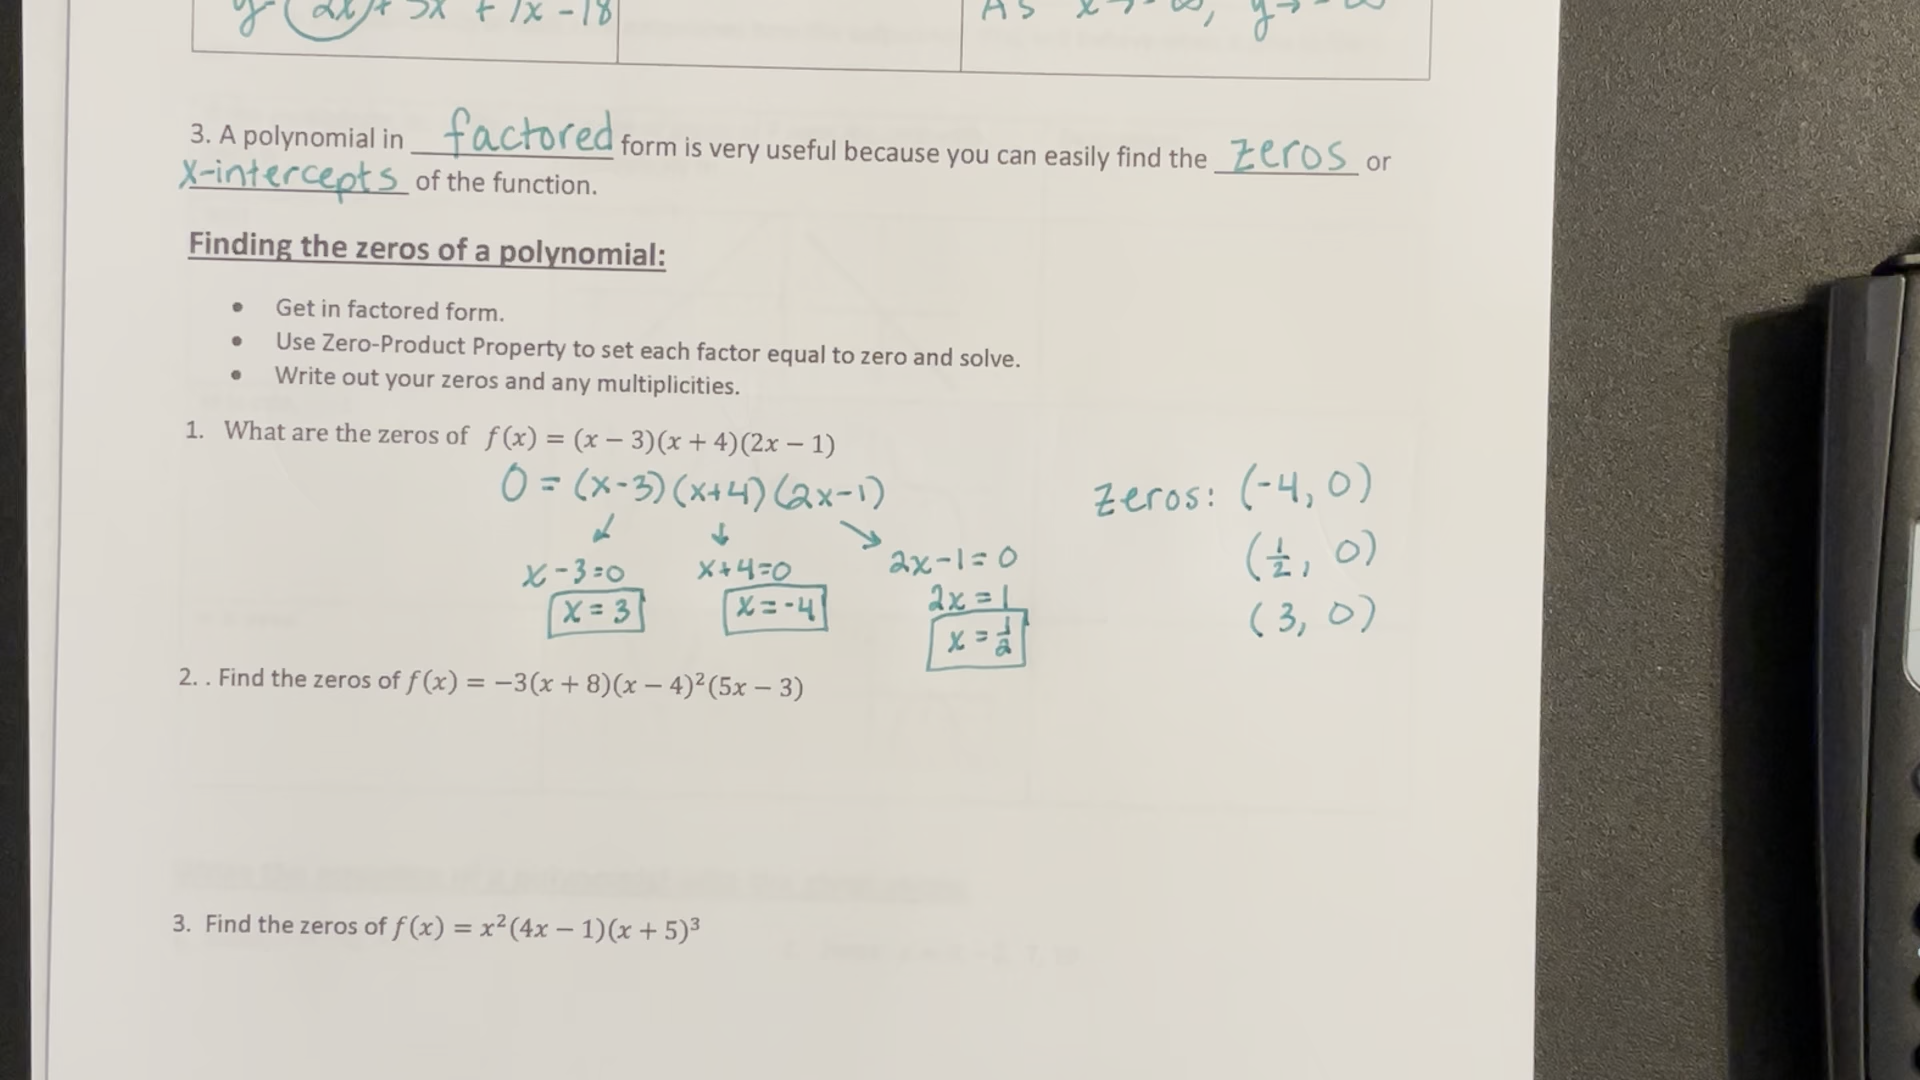 y=(2x)+5x + 7x - 18
As x→-∞, y→-∞
3. A polynomial in factored form is very useful because you can easily find the zeros or
x-intercepts of the function.
Finding the zeros of a polynomial:
• Get in factored form.
• Use Zero-Product Property to set each factor equal to zero and solve.
• Write out your zeros and any multiplicities.
1. What are the zeros of f(x) = (x − 3)(x + 4)(2x − 1)
0 = (x-3)(x+4)(2x-1)
x-3=0 x+4=0 2x-1=0
x=3 x=-4 2x=1
x=1/2
zeros: (-4, 0)
(1/2, 0)
(3, 0)
2. . Find the zeros of f(x) = −3(x + 8)(x − 4)²(5x − 3)
3. Find the zeros of f(x) = x²(4x − 1)(x + 5)³